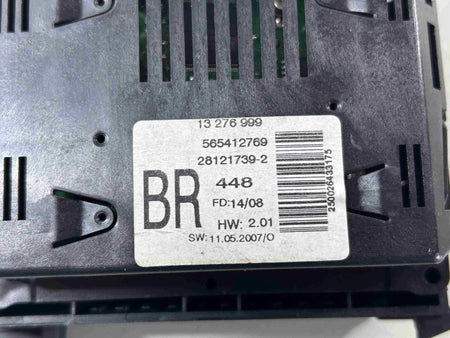 13 276 999
565412769
28121739-2
BR
448
FD:14/08
HW: 2.01
SW: 11.05.2007/O
250026433175